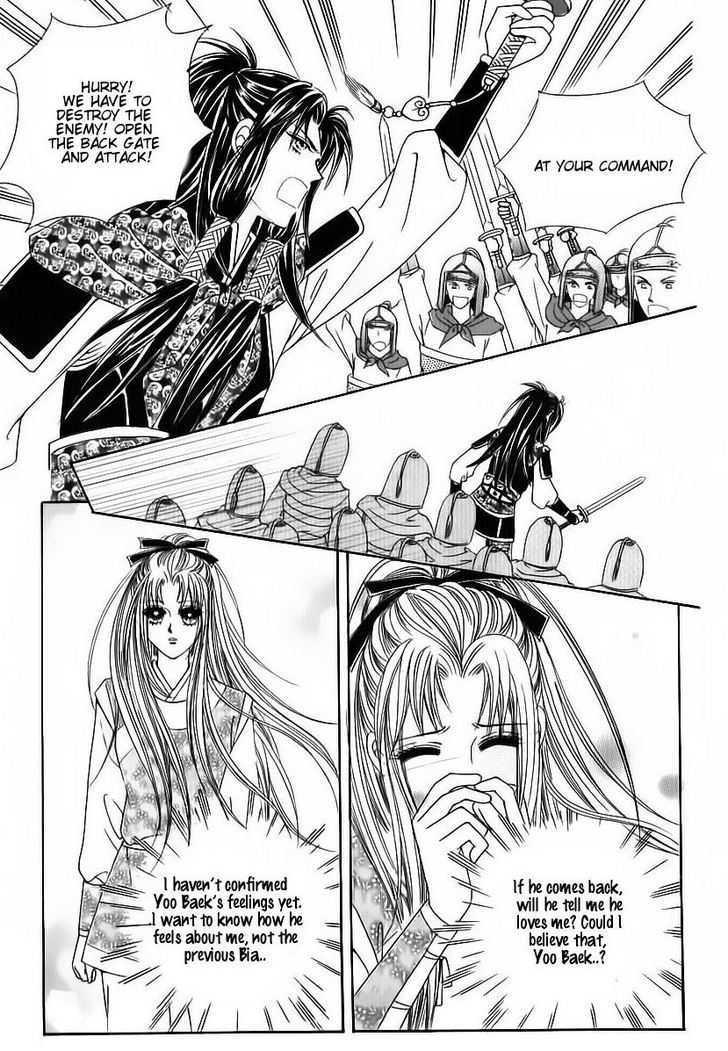 HURRY!
WE HAVE TO
DESTROY THE
ENEMY! OPEN
THE BACK GATE
AND ATTACK!
AT YOUR COMMAND!
I haven't confirmed
Yoo Baek's feelings yet.
I want to know how he
feels about me, not the
previous Bia..
If he comes back,
will he tell me he
loves me? Could I
believe that,
Yoo Baek..?